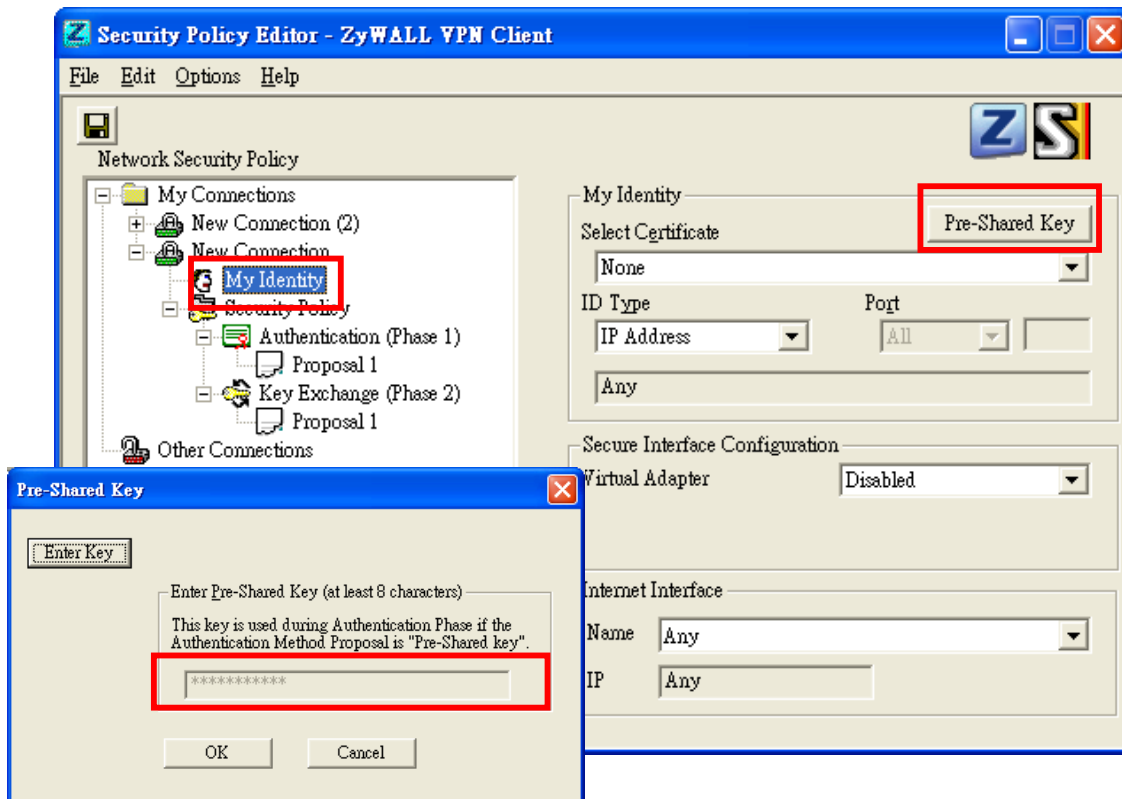 Security Policy Editor - ZyWALL VPN Client
File Edit Options Help
Network Security Policy
My Connections
New Connection (2)
New Connection
My Identity
Security Policy
Authentication (Phase 1)
Proposal 1
Key Exchange (Phase 2)
Proposal 1
Other Connections
Z S
My Identity
Pre-Shared Key
Select Certificate
None
ID Type Port
IP Address All
Any
Secure Interface Configuration
Virtual Adapter Disabled
Internet Interface
Name Any
IP Any
Pre-Shared Key
Enter Key
Enter Pre-Shared Key (at least 8 characters)
This key is used during Authentication Phase if the
Authentication Method Proposal is "Pre-Shared key".
***********
OK Cancel